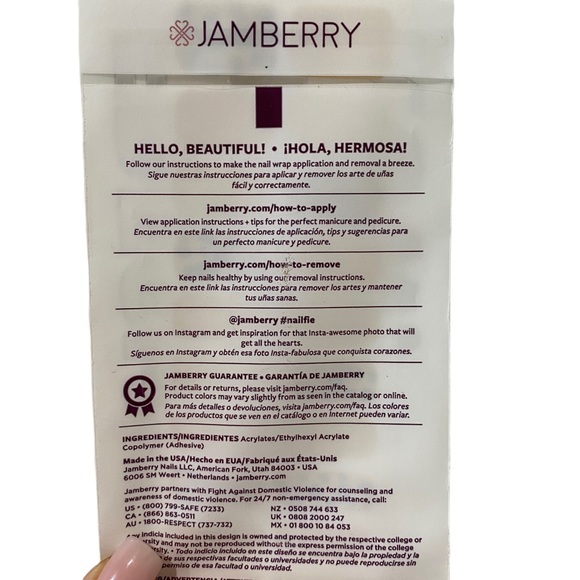 JAMBERRY
HELLO, BEAUTIFUL! • ¡HOLA, HERMOSA!
Follow our instructions to make the nail wrap application and removal a breeze.
Sigue nuestras instrucciones para aplicar y remover los arte de uñas
fácil y correctamente.
jamberry.com/how-to-apply
View application instructions + tips for the perfect manicure and pedicure.
Encuentra en este link las instrucciones de aplicación, tips y sugerencias para
un perfecto manicure y pedicure.
jamberry.com/how-to-remove
Keep nails healthy by using our removal instructions.
Encuentra en este link las instrucciones para remover los artes y mantener
tus uñas sanas.
@jamberry #nailfie
Follow us on Instagram and get inspiration for that Insta-awesome photo that will
get all the hearts.
Síguenos en Instagram y obtén esa foto Insta-fabulosa que conquista corazones.
JAMBERRY GUARANTEE • GARANTÍA DE JAMBERRY
For details or returns, please visit jamberry.com/faq.
Product colors may vary slightly from as seen in the catalog or online.
Para más detalles o devoluciones, visita jamberry.com/faq. Los colores
de los productos que se ven en el catálogo o en Internet pueden variar.
INGREDIENTS/INGREDIENTES Acrylates/Ethylhexyl Acrylate
Copolymer (Adhesive)
Made in the USA/Hecho en EUA/Fabriqué aux États-Unis
Jamberry Nails LLC, American Fork, Utah 84003 • USA
6006 SM Weert • Netherlands • jamberry.com
Jamberry partners with Fight Against Domestic Violence for counseling and
awareness of domestic violence. For 24/7 non-emergency assistance, call:
US • (800) 799-SAFE (7233)
CA • (866) 863-0511
AU • 1800-RESPECT (737-732)
NZ • 0508 744 633
UK • 0808 2000 247
MX • 01 800 10 84 053
Any indicia included in this design is owned and protected by the respective college or
and may not be reproduced without the express permission of the college
• Todo indicio incluido en este diseño se encuentra bajo la propiedad y la
de sus respectivas facultades o universidades y no puede reproducirse sin
permiso de esa facultad o universidad.